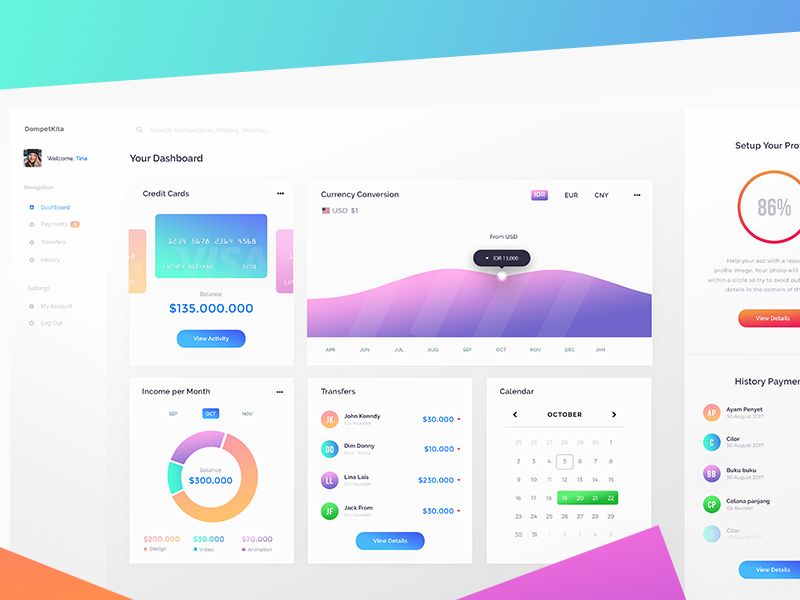 DompetKita
Welcome, Tina
Navigation
Dashboard
Payments
Transfers
History
Settings
My Account
Log Out
Search Transactions, History, Income...
Your Dashboard
Credit Cards
1234 5678 2364 4568
VISA
5/20
Balance
$135.000.000
View Activity
Currency Conversion
IDR EUR CNY
USD $1
From USD
IDR 13.000
APR JUN JUL AUG SEP OCT NOV DEC JAN
Income per Month
SEP OCT NOV
Balance
$300.000
$200.000 $30.000 $70.000
Design Video Animation
Transfers
JK John Kenndy $30.000
Co-founder
DD Dim Donny $10.000
LL Lina Lais $230.000
Co-founder
JF Jack From $30.000
Co-founder
View Details
Calendar
OCTOBER
25 26 27 28 29 30 1
2 3 4 5 6 7 8
9 10 11 12 13 14 15
16 17 18 19 20 21 22
23 24 25 26 27 28 29
30 31 1 2 3 4 5
Setup Your Pro
86%
Help your acc with a reco
profile image. Your photo will
within a circle so try to avoid put
details in the corners of th
View Details
History Paymen
AP Ayam Penyet
30 August 2017
C Cilor
30 August 2017
BB Buku buku
30 August 2017
CP Celana panjang
Co-founder
C Cilor
30 August 2017
View Details